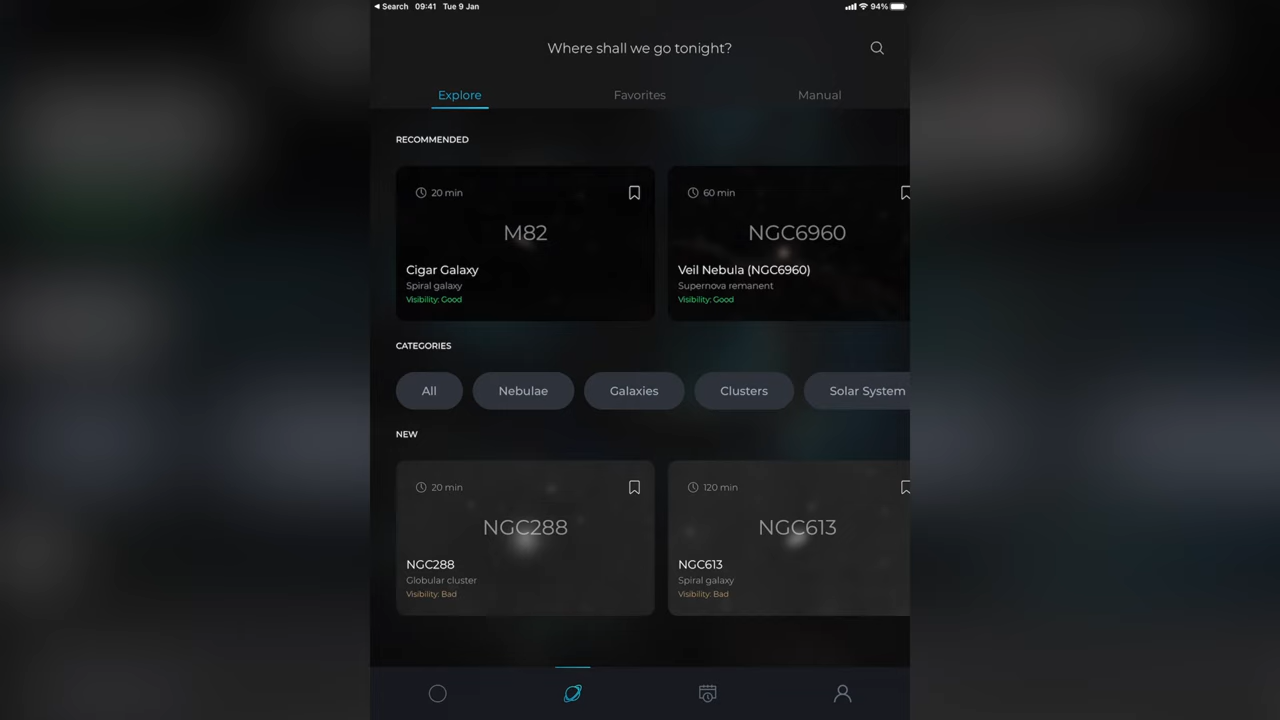 Search 09:41 Tue 9 Jan 94%
Where shall we go tonight?
Explore Favorites Manual
RECOMMENDED
20 min 60 min
M82 NGC6960
Cigar Galaxy Veil Nebula (NGC6960)
Spiral galaxy Supernova remanent
Visibility: Good Visibility: Good
CATEGORIES
All Nebulae Galaxies Clusters Solar System
NEW
20 min 120 min
NGC288 NGC613
NGC288 NGC613
Globular cluster Spiral galaxy
Visibility: Bad Visibility: Bad